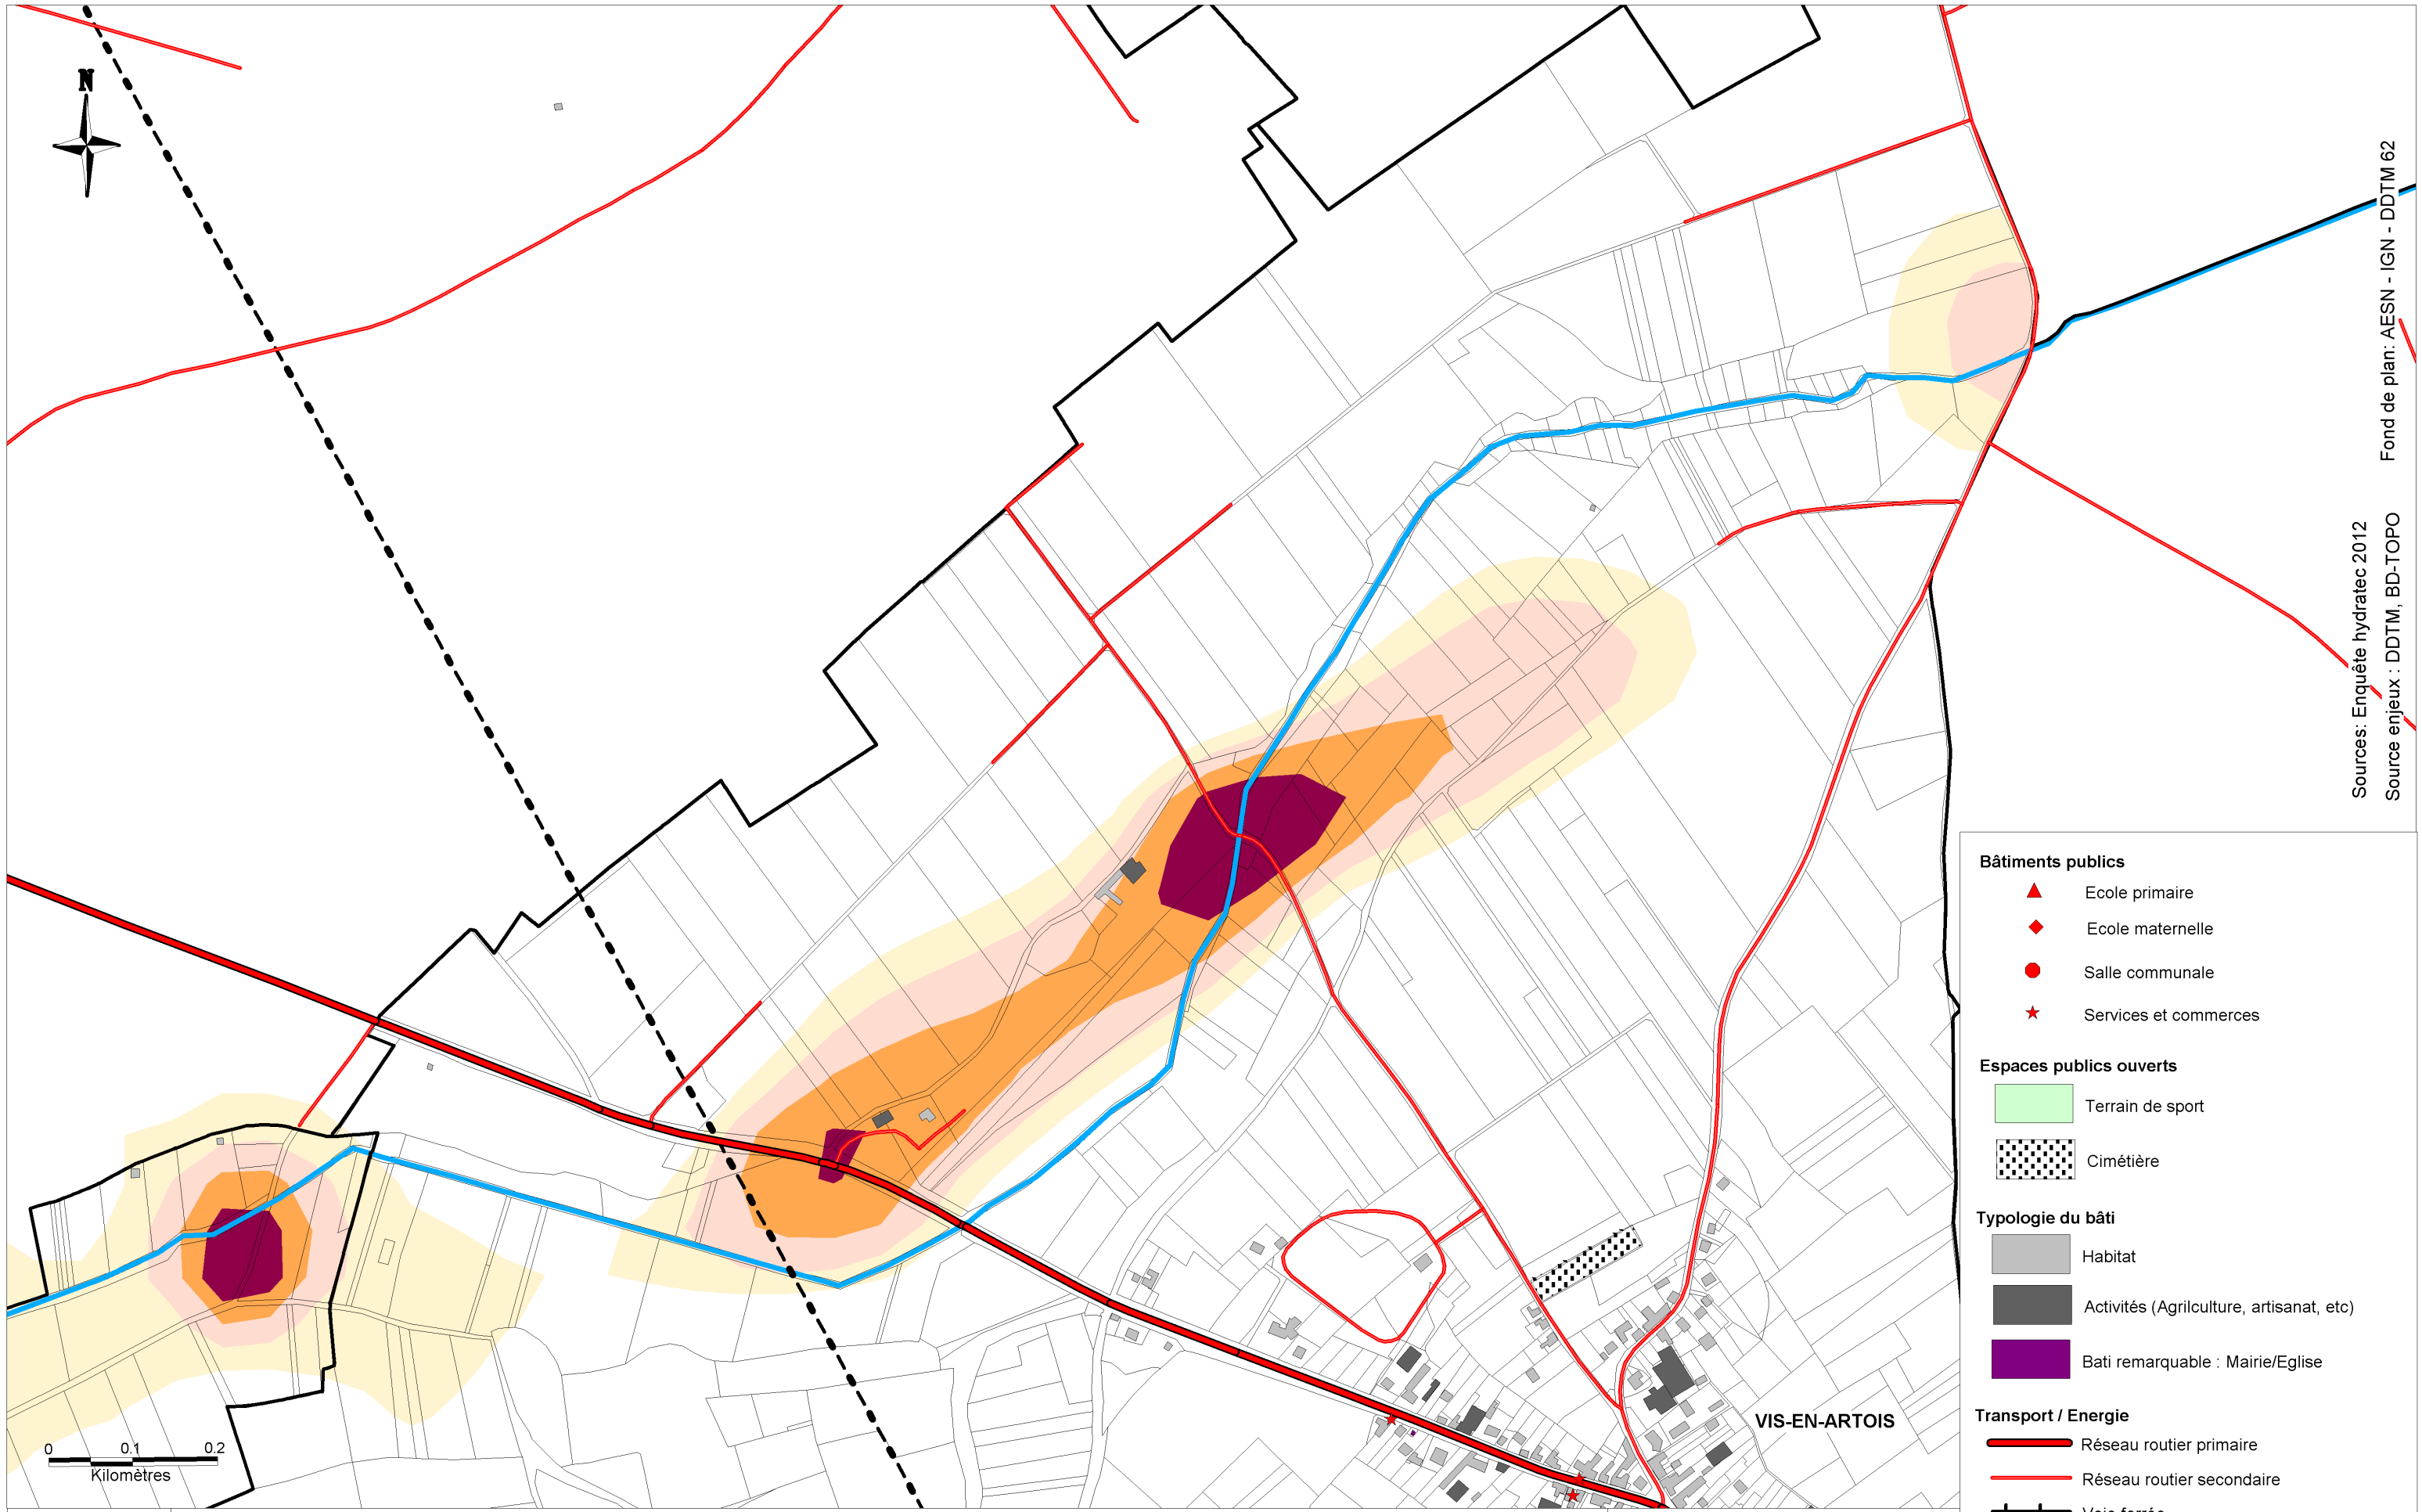 N
Fond de plan: AESN - IGN - DDTM 62
Sources: Enquête hydratec 2012
Source enjeux : DDTM, BD-TOPO
Bâtiments publics
Ecole primaire
Ecole maternelle
Salle communale
Services et commerces
Espaces publics ouverts
Terrain de sport
Cimétière
Typologie du bâti
Habitat
Activités (Agrilculture, artisanat, etc)
Bati remarquable : Mairie/Eglise
Transport / Energie
Réseau routier primaire
Réseau routier secondaire
Voie ferrée
VIS-EN-ARTOIS
0 0.1 0.2
Kilomètres